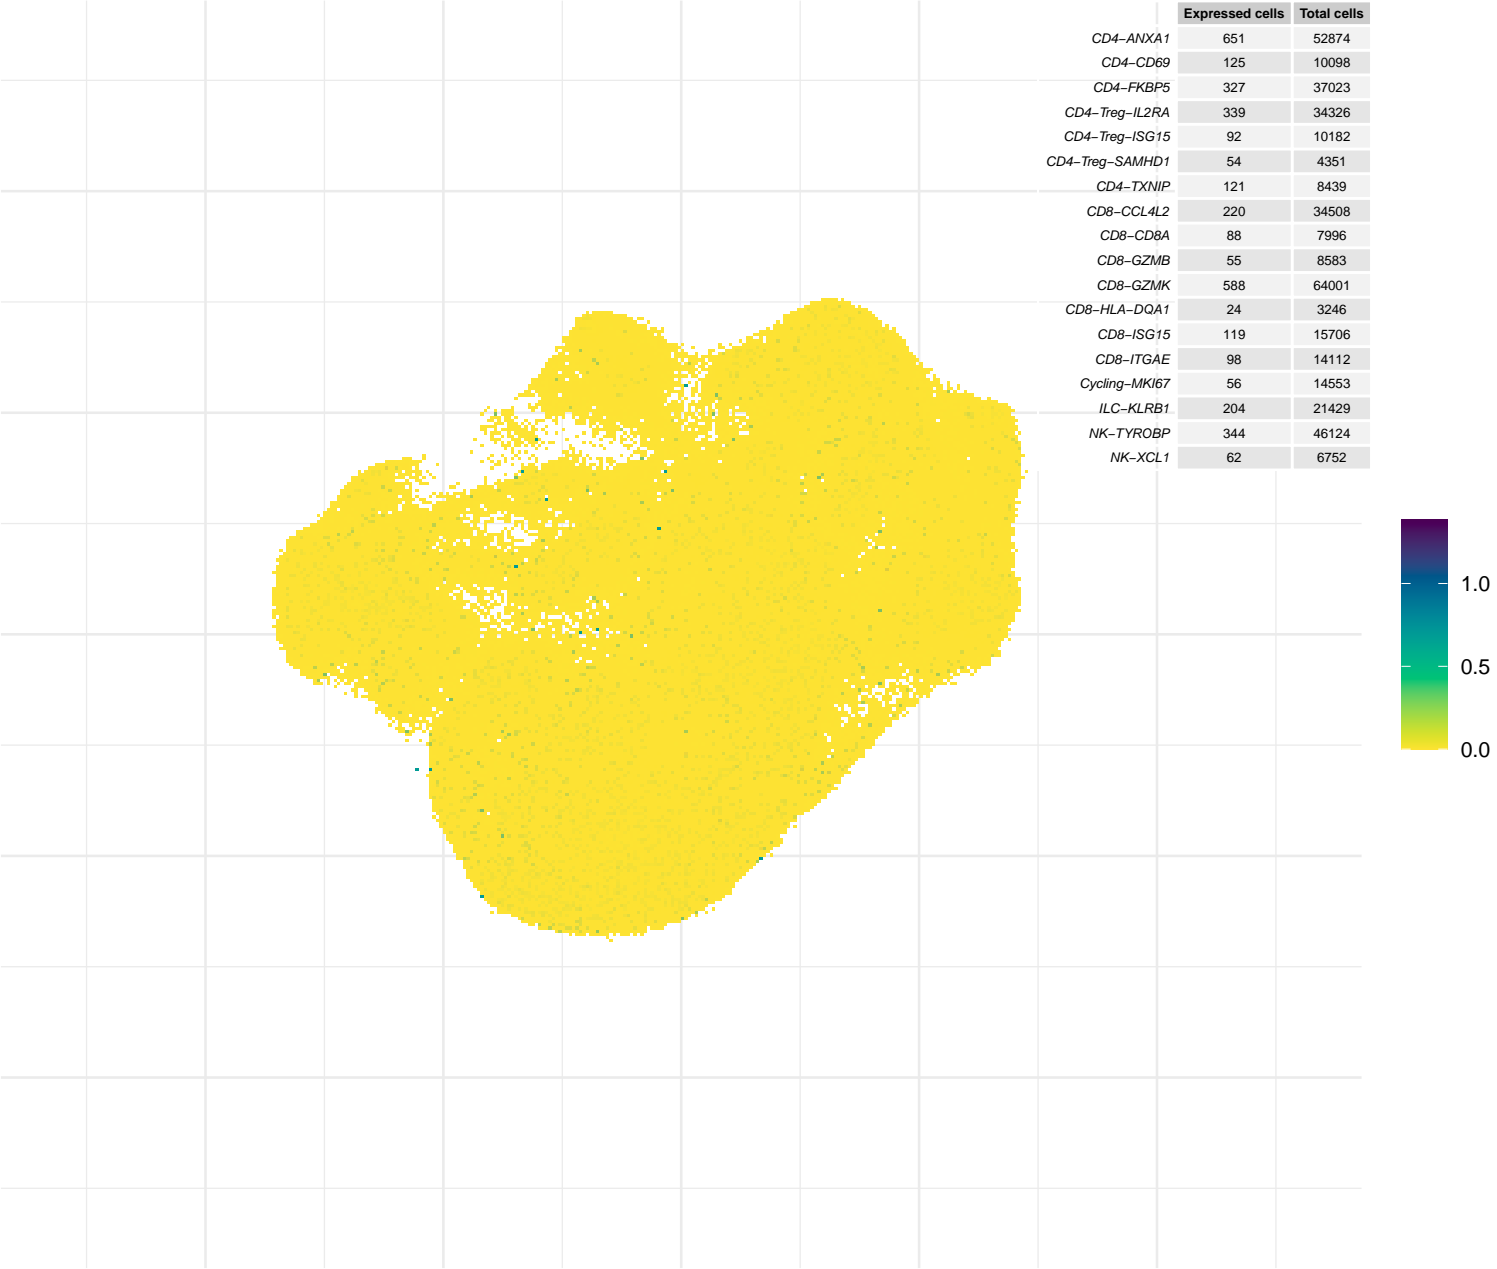 Expressed cells Total cells
CD4−ANXA1 651 52874
CD4−CD69 125 10098
CD4−FKBP5 327 37023
CD4−Treg−IL2RA 339 34326
CD4−Treg−ISG15 92 10182
CD4−Treg−SAMHD1 54 4351
CD4−TXNIP 121 8439
CD8−CCL4L2 220 34508
CD8−CD8A 88 7996
CD8−GZMB 55 8583
CD8−GZMK 588 64001
CD8−HLA−DQA1 24 3246
CD8−ISG15 119 15706
CD8−ITGAE 98 14112
Cycling−MKI67 56 14553
ILC−KLRB1 204 21429
NK−TYROBP 344 46124
NK−XCL1 62 6752
1.0
0.5
0.0